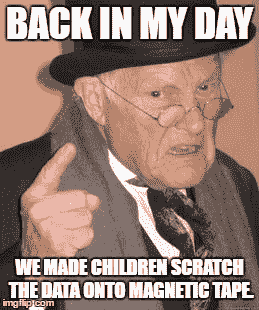 BACK IN MY DAY
WE MADE CHILDREN SCRATCH
THE DATA ONTO MAGNETIC TAPE.
imgflip.com